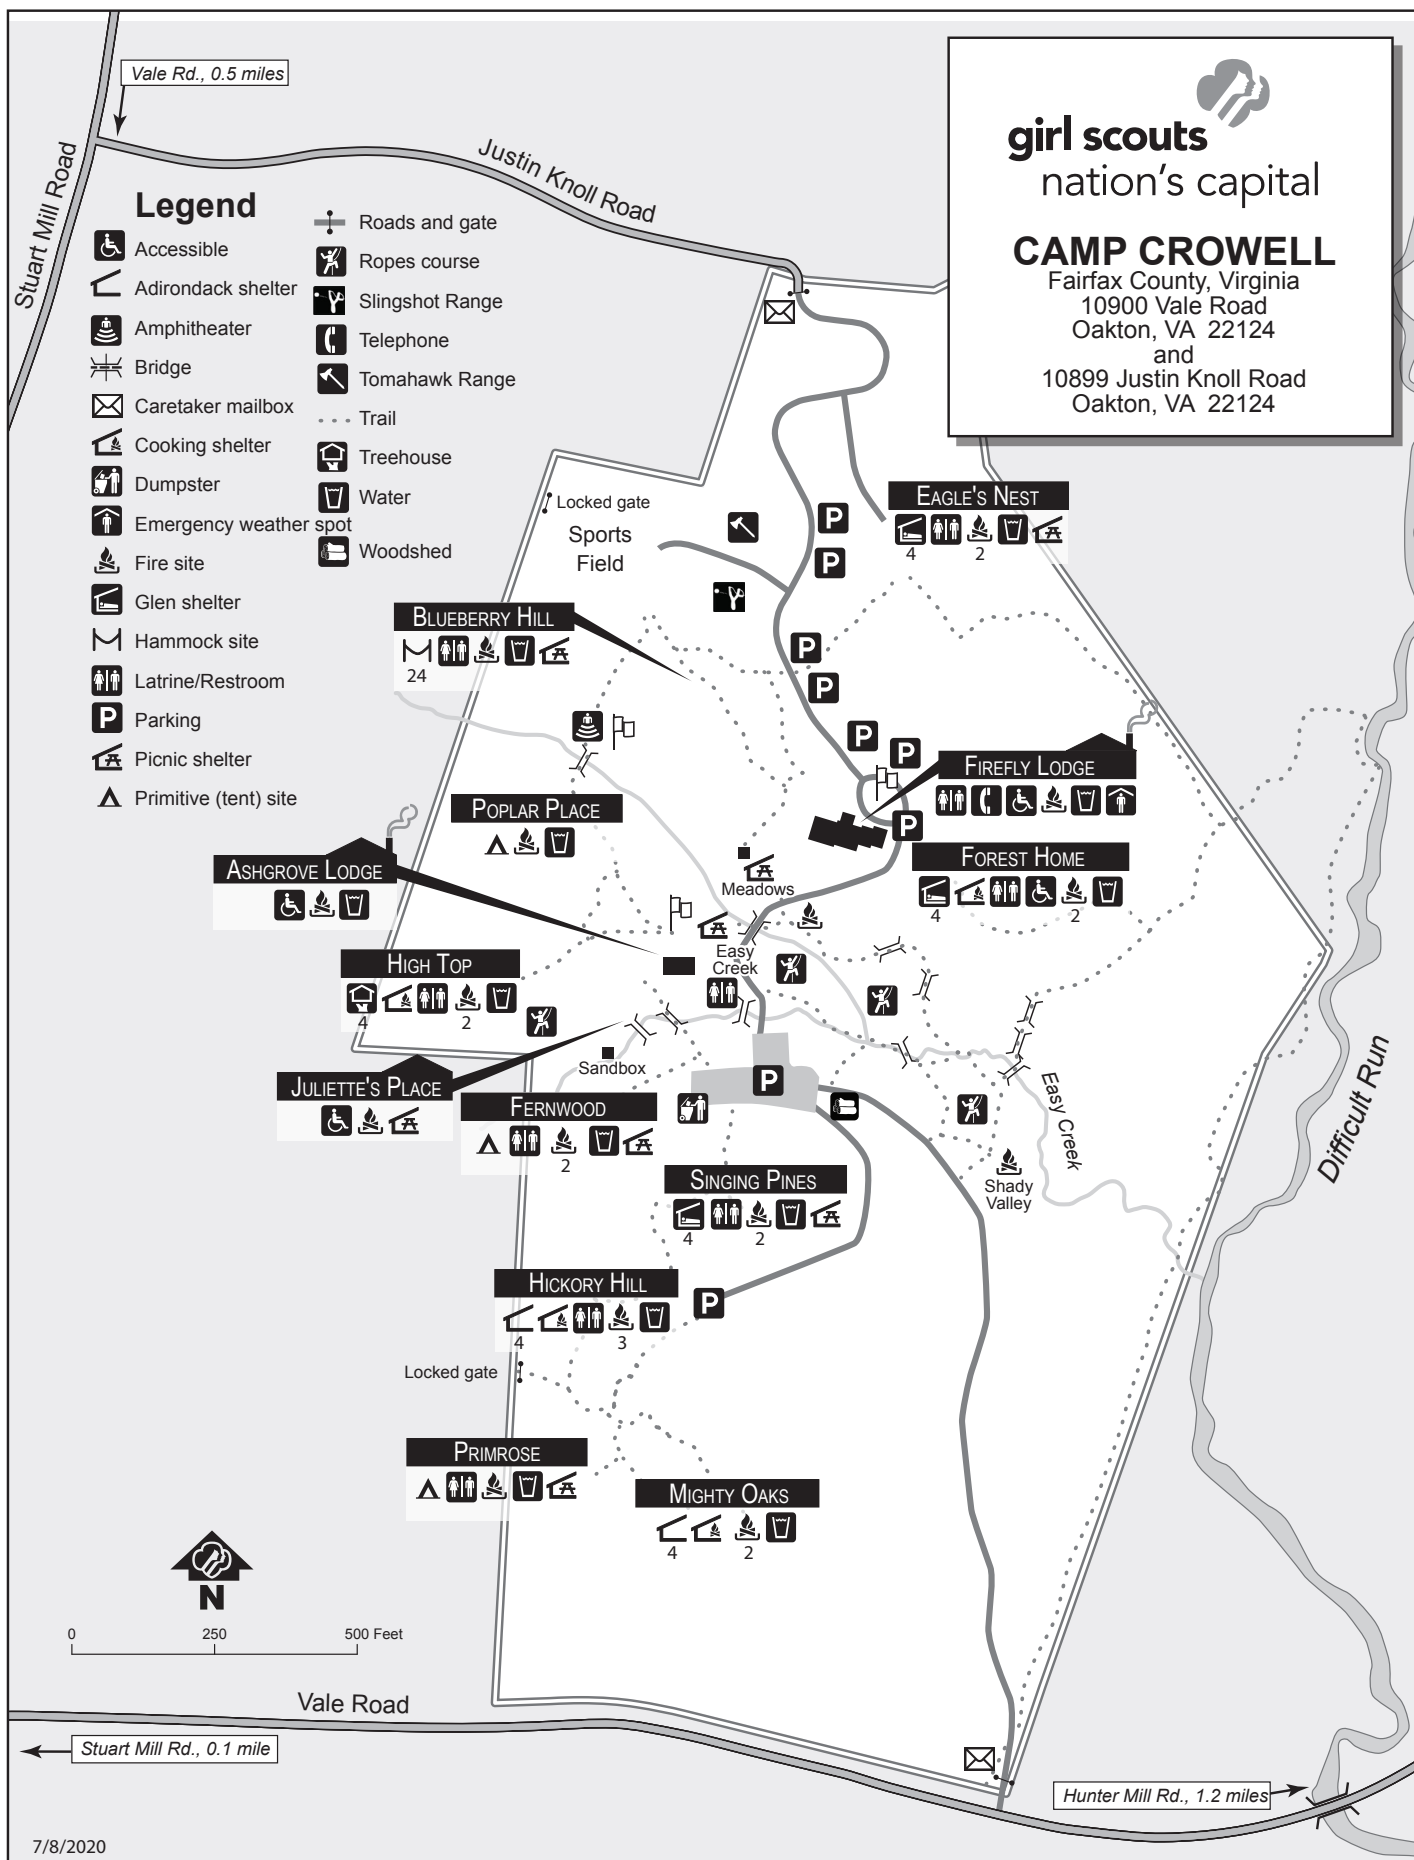 Vale Rd., 0.5 miles
Stuart Mill Road
Justin Knoll Road
girl scouts
nation's capital
CAMP CROWELL
Fairfax County, Virginia
10900 Vale Road
Oakton, VA 22124
and
10899 Justin Knoll Road
Oakton, VA 22124
Legend
Accessible
Adirondack shelter
Amphitheater
Bridge
Caretaker mailbox
Cooking shelter
Dumpster
Emergency weather spot
Fire site
Glen shelter
Hammock site
Latrine/Restroom
P Parking
Picnic shelter
Primitive (tent) site
Roads and gate
Ropes course
Slingshot Range
Telephone
Tomahawk Range
Trail
Treehouse
Water
Woodshed
Locked gate
Sports
Field
P
P
EAGLE'S NEST
4 2
BLUEBERRY HILL
24
P
P
P
P
FIREFLY LODGE
POPLAR PLACE
P
FOREST HOME
4 2
ASHGROVE LODGE
Meadows
Easy
Creek
HIGH TOP
4 2
Sandbox
JULIETTE'S PLACE
P
FERNWOOD
2
Easy Creek
Difficult Run
Shady
Valley
SINGING PINES
4 2
HICKORY HILL
4 3
P
Locked gate
PRIMROSE
MIGHTY OAKS
4 2
N
0 250 500 Feet
Vale Road
Stuart Mill Rd., 0.1 mile
Hunter Mill Rd., 1.2 miles
7/8/2020